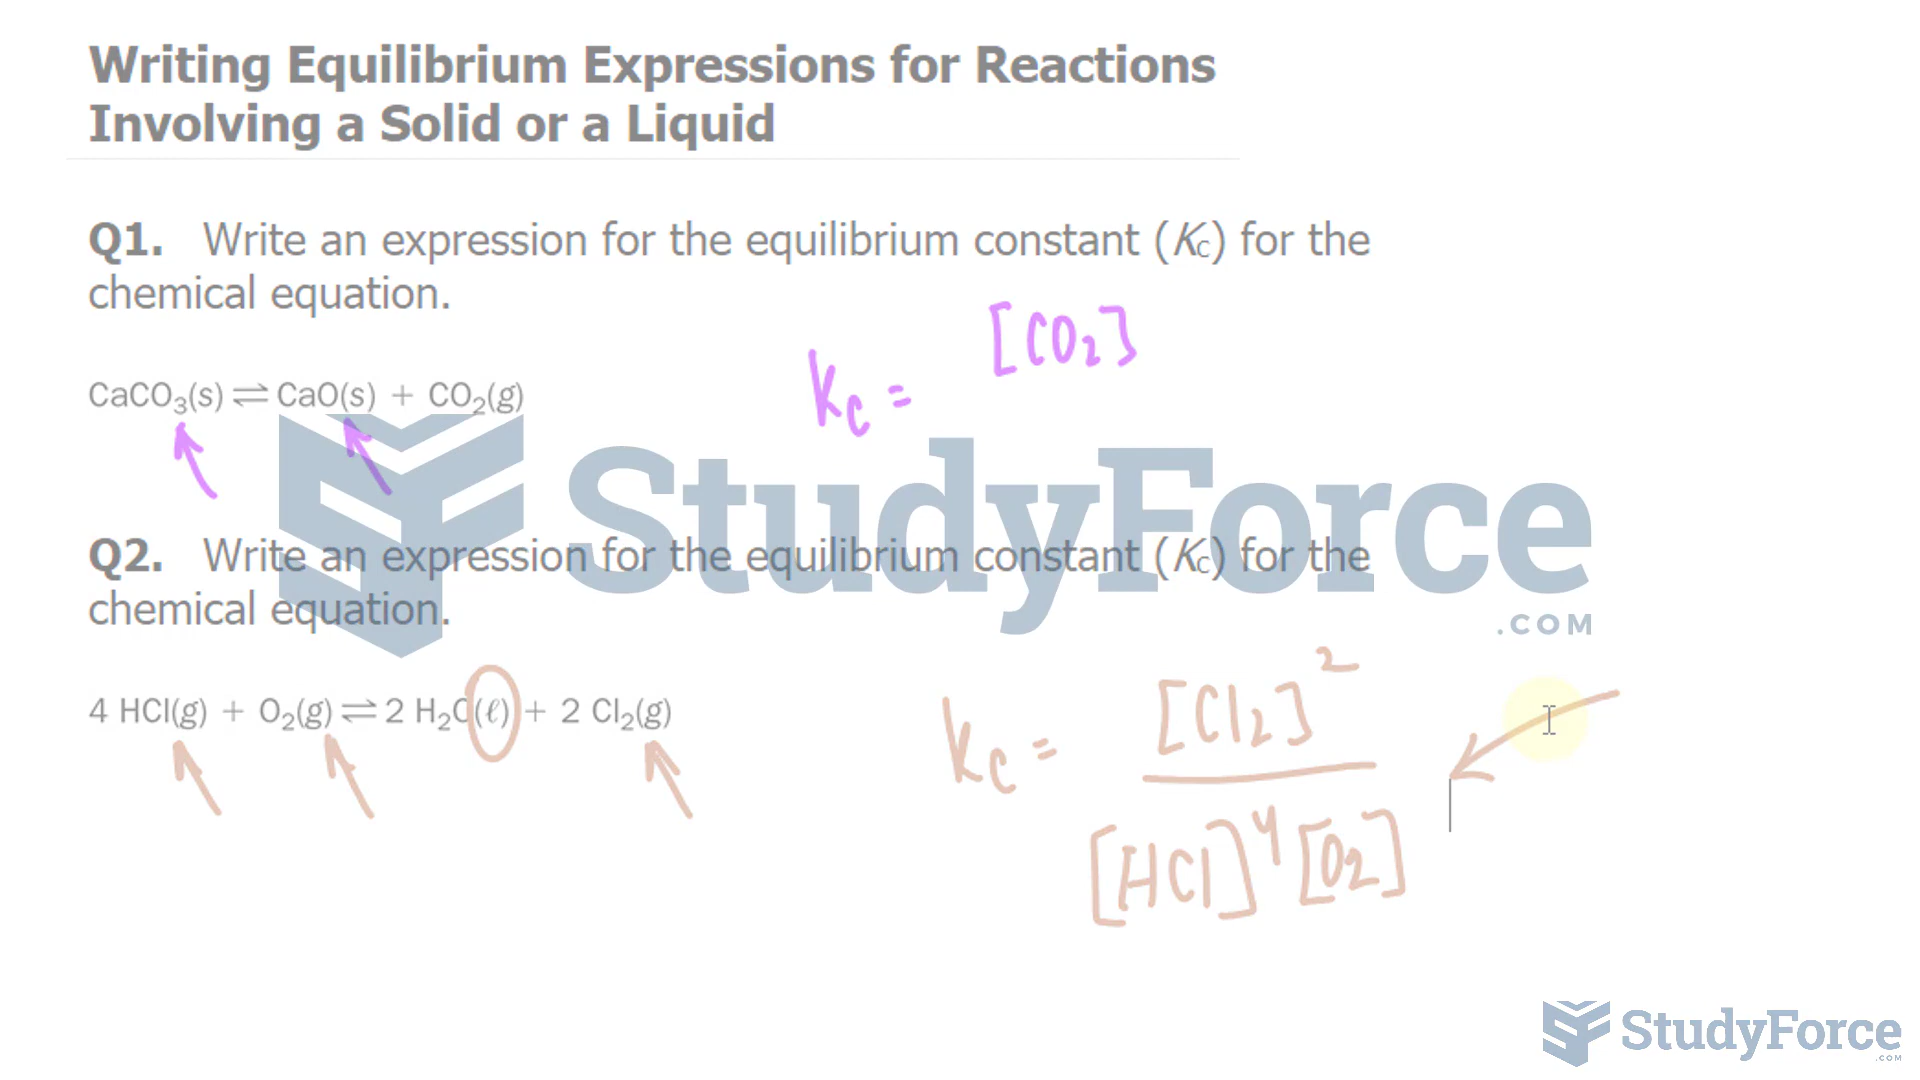 Writing Equilibrium Expressions for Reactions
Involving a Solid or a Liquid
Q1. Write an expression for the equilibrium constant (Kc) for the
chemical equation.
CaCO₃(s) ⇌ CaO(s) + CO₂(g)
kc = [CO₂]
StudyForce
.COM
Q2. Write an expression for the equilibrium constant (Kc) for the
chemical equation.
4 HCl(g) + O₂(g) ⇌ 2 H₂O(ℓ) + 2 Cl₂(g)
[Cl₂]²
kc =
[HCl]⁴[O₂]
StudyForce
.COM